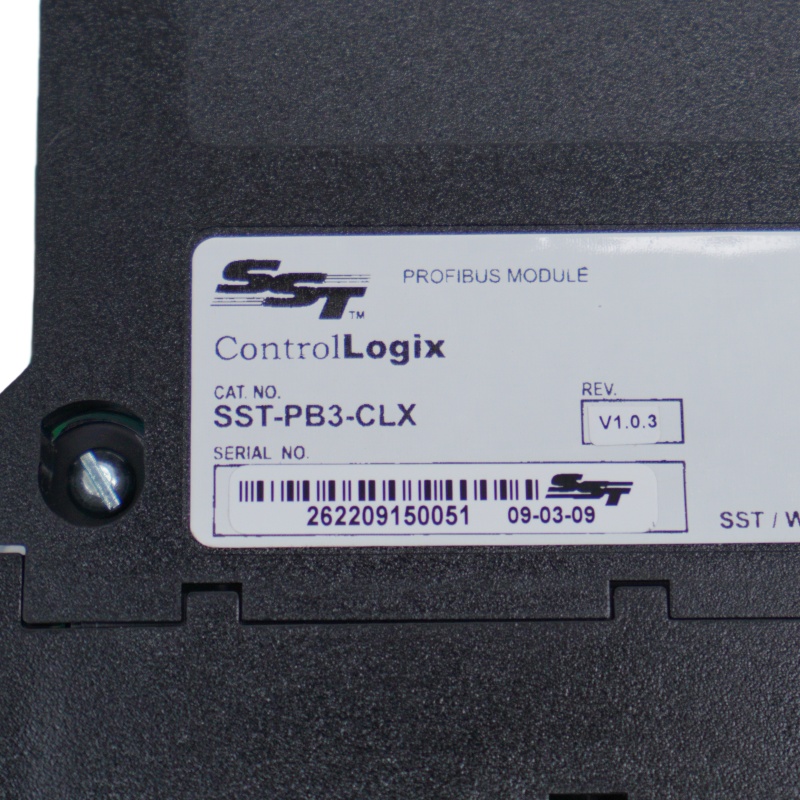 SST™
PROFIBUS MODULE
ControlLogix
CAT. NO.
SST-PB3-CLX
REV.
V1.0.3
SERIAL NO.
SST
262209150051 09-03-09
SST /